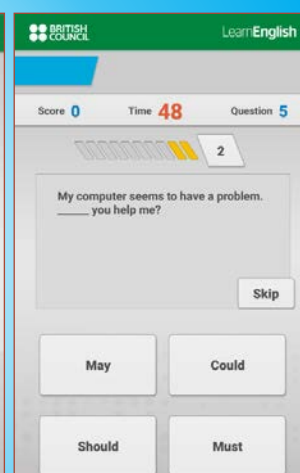 BRITISH
COUNCIL
LearnEnglish
Score 0 Time 48 Question 5
2
My computer seems to have a problem.
_____ you help me?
Skip
May Could
Should Must